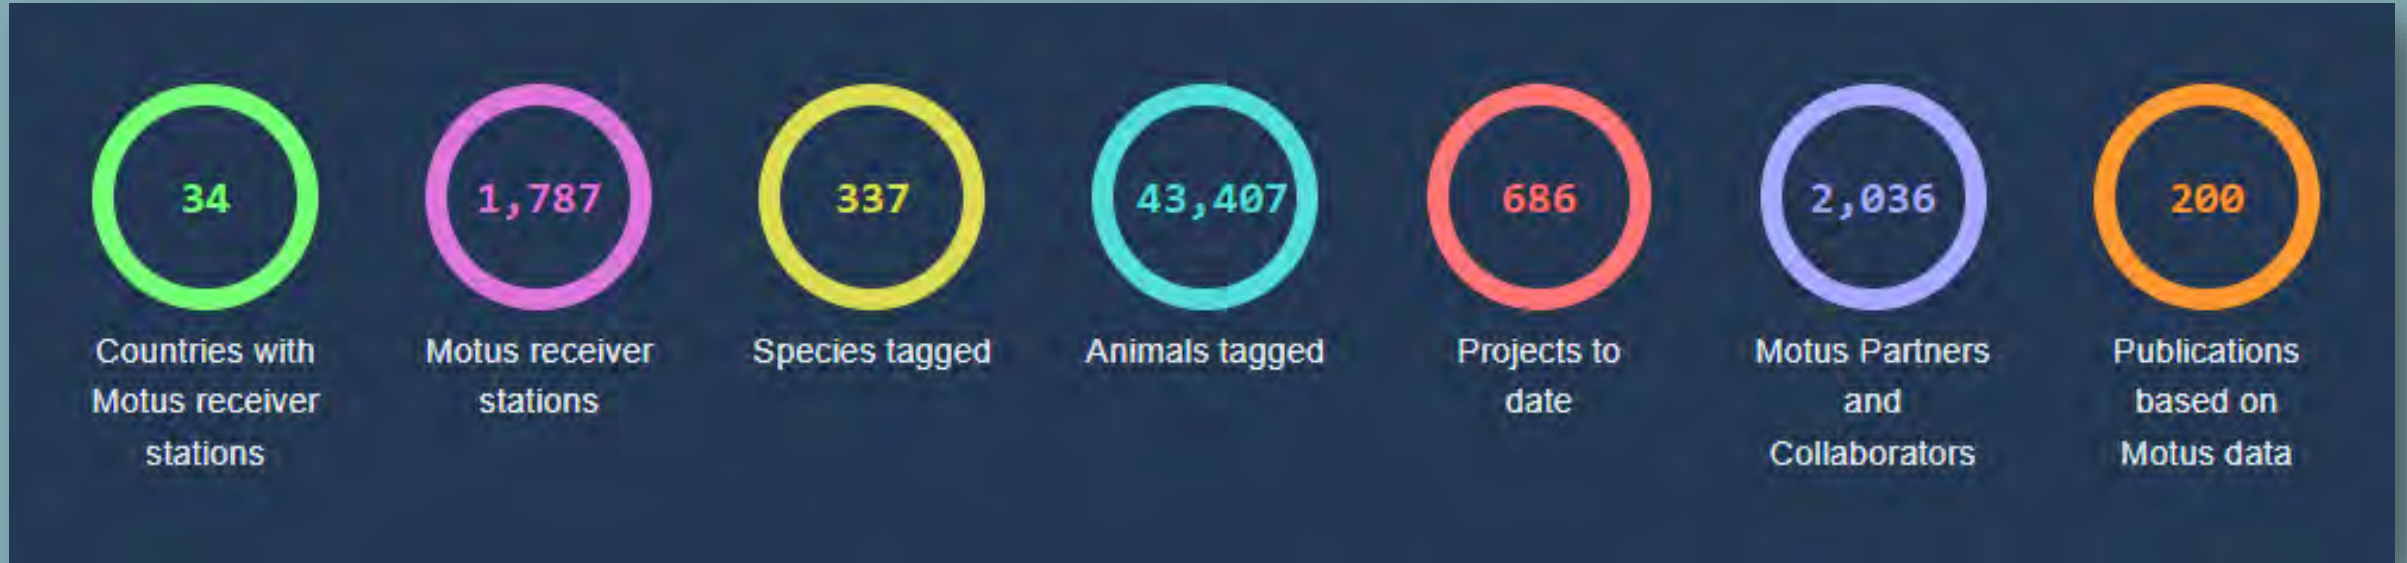 34
Countries with
Motus receiver
stations
1,787
Motus receiver
stations
337
Species tagged
43,407
Animals tagged
686
Projects to
date
2,036
Motus Partners
and
Collaborators
200
Publications
based on
Motus data